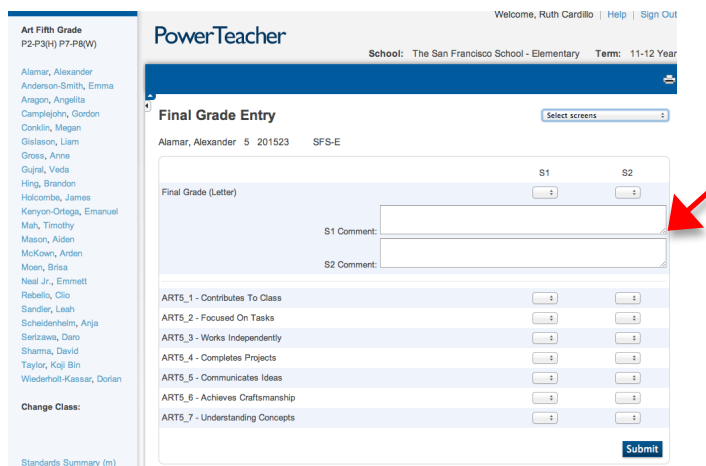 Welcome, Ruth Cardillo | Help | Sign Out
Art Fifth Grade
P2-P3(H) P7-P8(W)
PowerTeacher
School: The San Francisco School - Elementary Term: 11-12 Year
Alamar, Alexander
Anderson-Smith, Emma
Aragon, Angelita
Camplejohn, Gordon
Conklin, Megan
Gislason, Liam
Gross, Anne
Gujral, Veda
Hing, Brandon
Holcombe, James
Kenyon-Ortega, Emanuel
Mah, Timothy
Mason, Aiden
McKown, Arden
Moen, Brisa
Neal Jr., Emmett
Rebello, Clio
Sandler, Leah
Scheidenhelm, Anja
Serizawa, Daro
Sharma, David
Taylor, Koji Bin
Wiederholt-Kassar, Dorian
Change Class:
Standards Summary (m)
Final Grade Entry
Select screens
Alamar, Alexander 5 201523 SFS-E
S1 S2
Final Grade (Letter)
S1 Comment:
S2 Comment:
ART5_1 - Contributes To Class
ART5_2 - Focused On Tasks
ART5_3 - Works Independently
ART5_4 - Completes Projects
ART5_5 - Communicates Ideas
ART5_6 - Achieves Craftsmanship
ART5_7 - Understanding Concepts
Submit